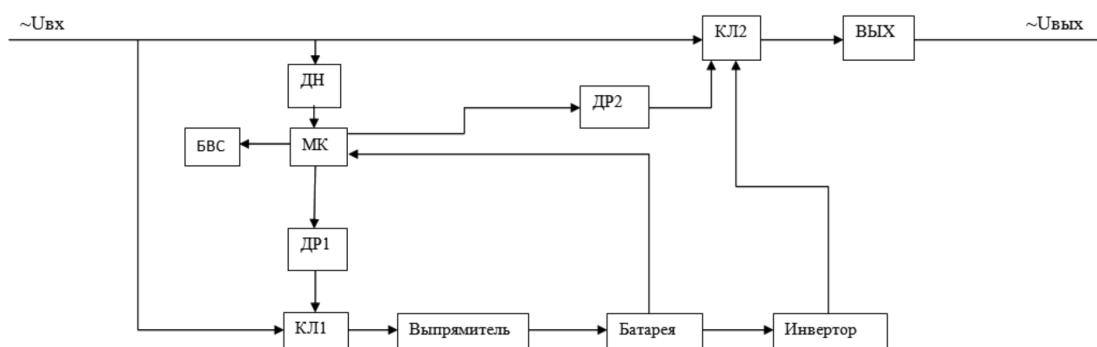 ~Uвх
~Uвых
КЛ2
ВЫХ
ДН
ДР2
БВС
МК
ДР1
КЛ1
Выпрямитель
Батарея
Инвертор